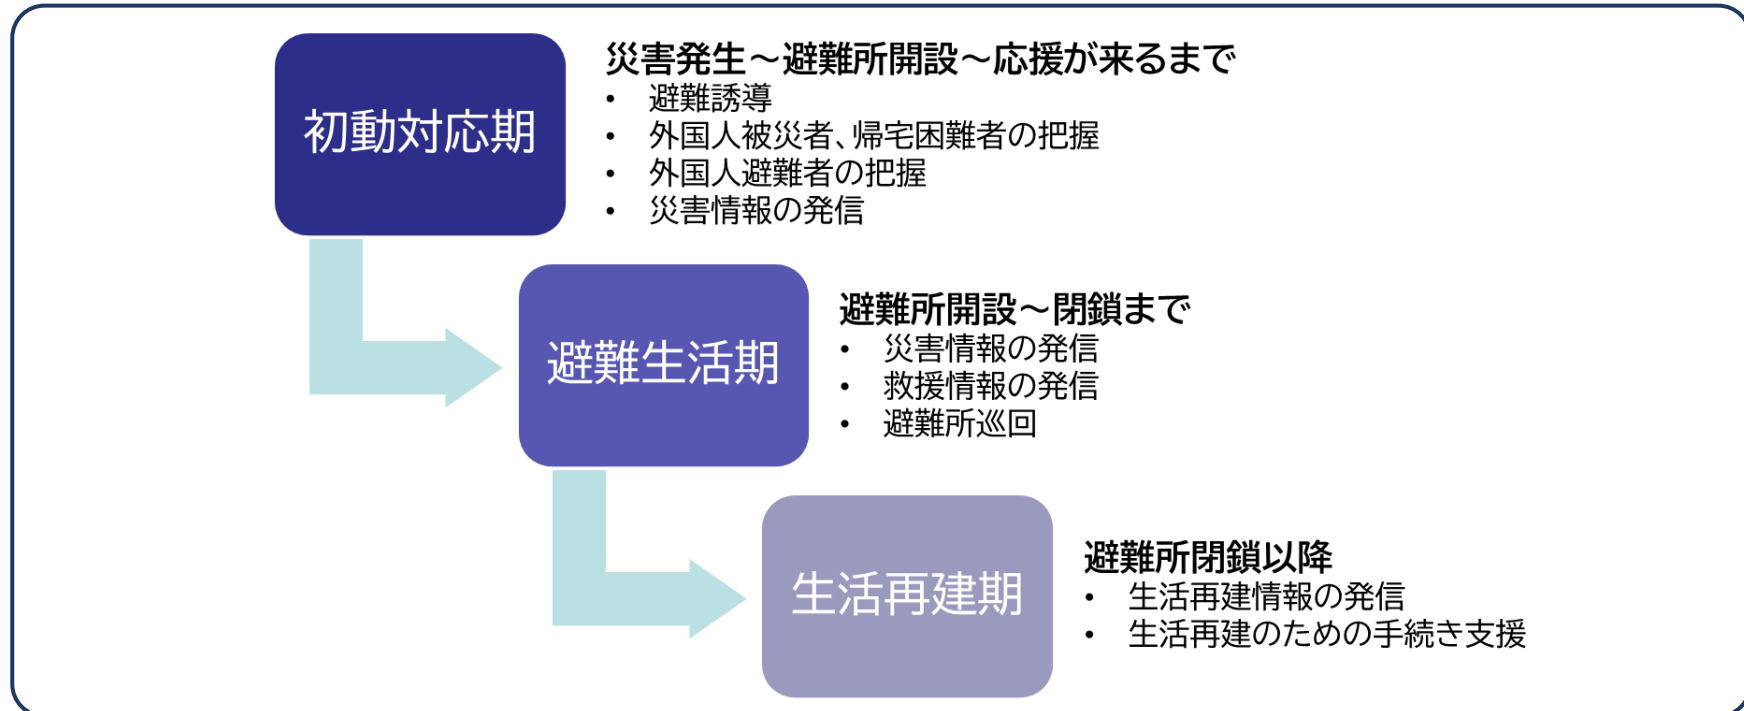 初動対応期
災害発生～避難所開設～応援が来るまで
• 避難誘導
• 外国人被災者、帰宅困難者の把握
• 外国人避難者の把握
• 災害情報の発信
避難生活期
避難所開設～閉鎖まで
• 災害情報の発信
• 救援情報の発信
• 避難所巡回
生活再建期
避難所閉鎖以降
• 生活再建情報の発信
• 生活再建のための手続き支援